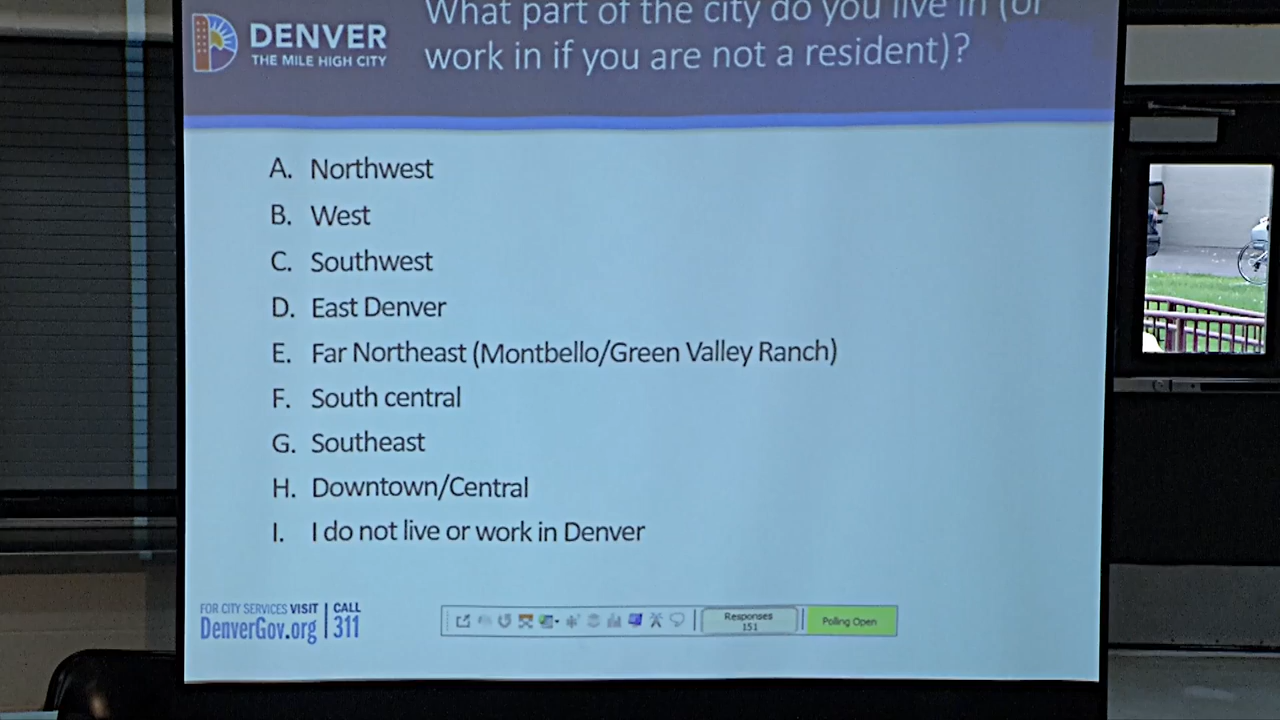 What part of the city do you live in (or
work in if you are not a resident)?
DENVER
THE MILE HIGH CITY
A. Northwest
B. West
C. Southwest
D. East Denver
E. Far Northeast (Montbello/Green Valley Ranch)
F. South central
G. Southeast
H. Downtown/Central
I. I do not live or work in Denver
FOR CITY SERVICES VISIT
DenverGov.org
CALL
311
Responses
151
Polling Open